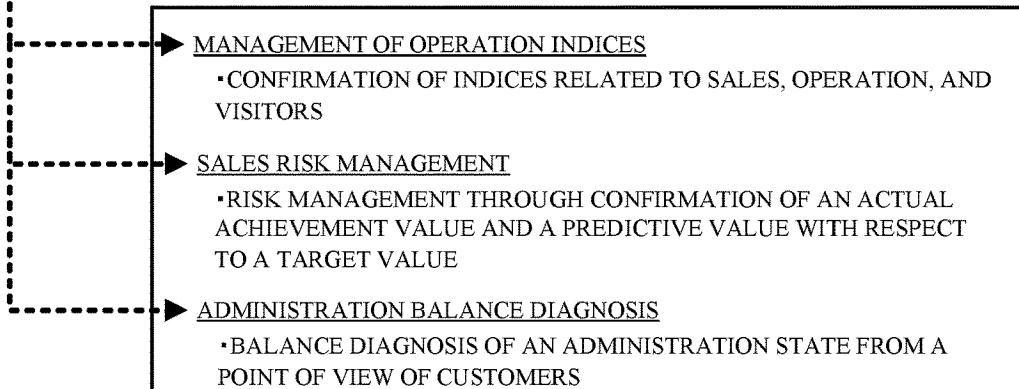 MANAGEMENT OF OPERATION INDICES
・CONFIRMATION OF INDICES RELATED TO SALES, OPERATION, AND
VISITORS
SALES RISK MANAGEMENT
・RISK MANAGEMENT THROUGH CONFIRMATION OF AN ACTUAL
ACHIEVEMENT VALUE AND A PREDICTIVE VALUE WITH RESPECT
TO A TARGET VALUE
ADMINISTRATION BALANCE DIAGNOSIS
・BALANCE DIAGNOSIS OF AN ADMINISTRATION STATE FROM A
POINT OF VIEW OF CUSTOMERS